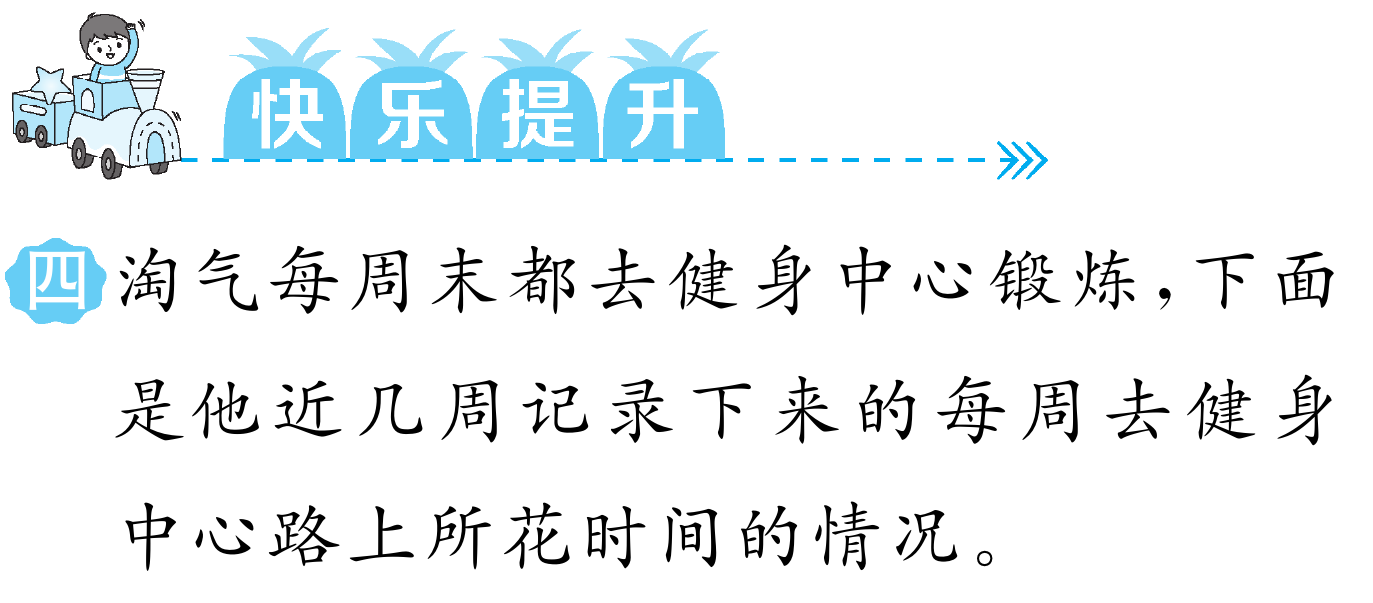 快乐提升
四 淘气每周末都去健身中心锻炼,下面
是他近几周记录下来的每周去健身
中心路上所花时间的情况。